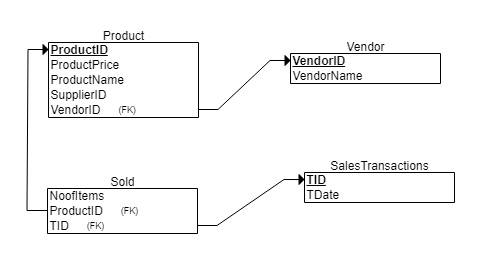 Product
ProductID
ProductPrice
ProductName
SupplierID
VendorID (FK)
Vendor
VendorID
VendorName
Sold
NoofItems
ProductID (FK)
TID (FK)
SalesTransactions
TID
TDate